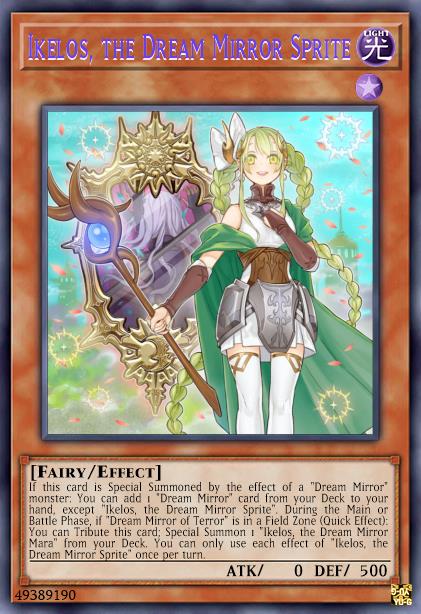 Ikelos, the Dream Mirror Sprite
LIGHT
光
[Fairy/Effect]
If this card is Special Summoned by the effect of a "Dream Mirror"
monster: You can add 1 "Dream Mirror" card from your Deck to your
hand, except "Ikelos, the Dream Mirror Sprite". During the Main or
Battle Phase, if "Dream Mirror of Terror" is in a Field Zone (Quick Effect):
You can Tribute this card; Special Summon 1 "Ikelos, the Dream Mirror
Mara" from your Deck. You can only use each effect of "Ikelos, the
Dream Mirror Sprite" once per turn.
ATK/ 0 DEF/ 500
49389190